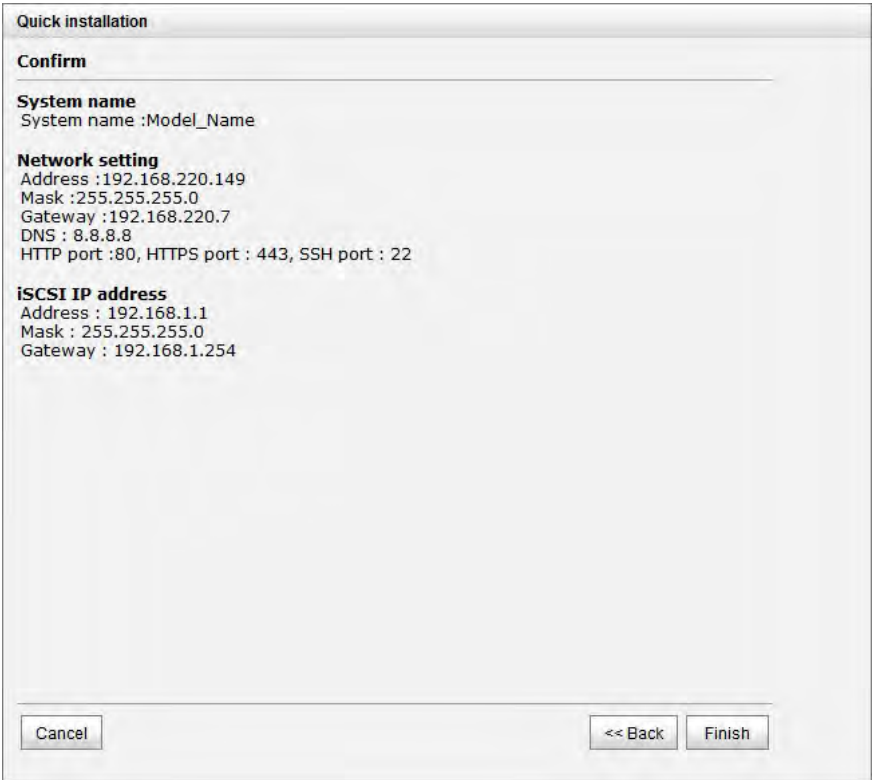 Quick installation
Confirm
System name
System name :Model_Name
Network setting
Address :192.168.220.149
Mask :255.255.255.0
Gateway :192.168.220.7
DNS : 8.8.8.8
HTTP port :80, HTTPS port : 443, SSH port : 22
iSCSI IP address
Address : 192.168.1.1
Mask : 255.255.255.0
Gateway : 192.168.1.254
Cancel
<< Back
Finish